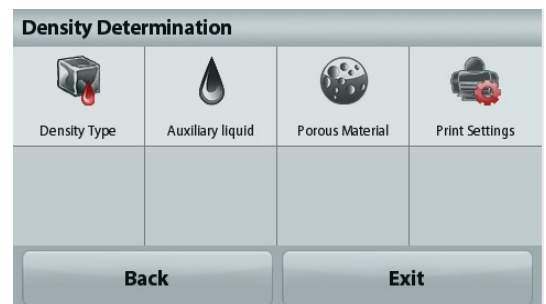 Density Determination
Density Type
Auxiliary liquid
Porous Material
Print Settings
Back
Exit